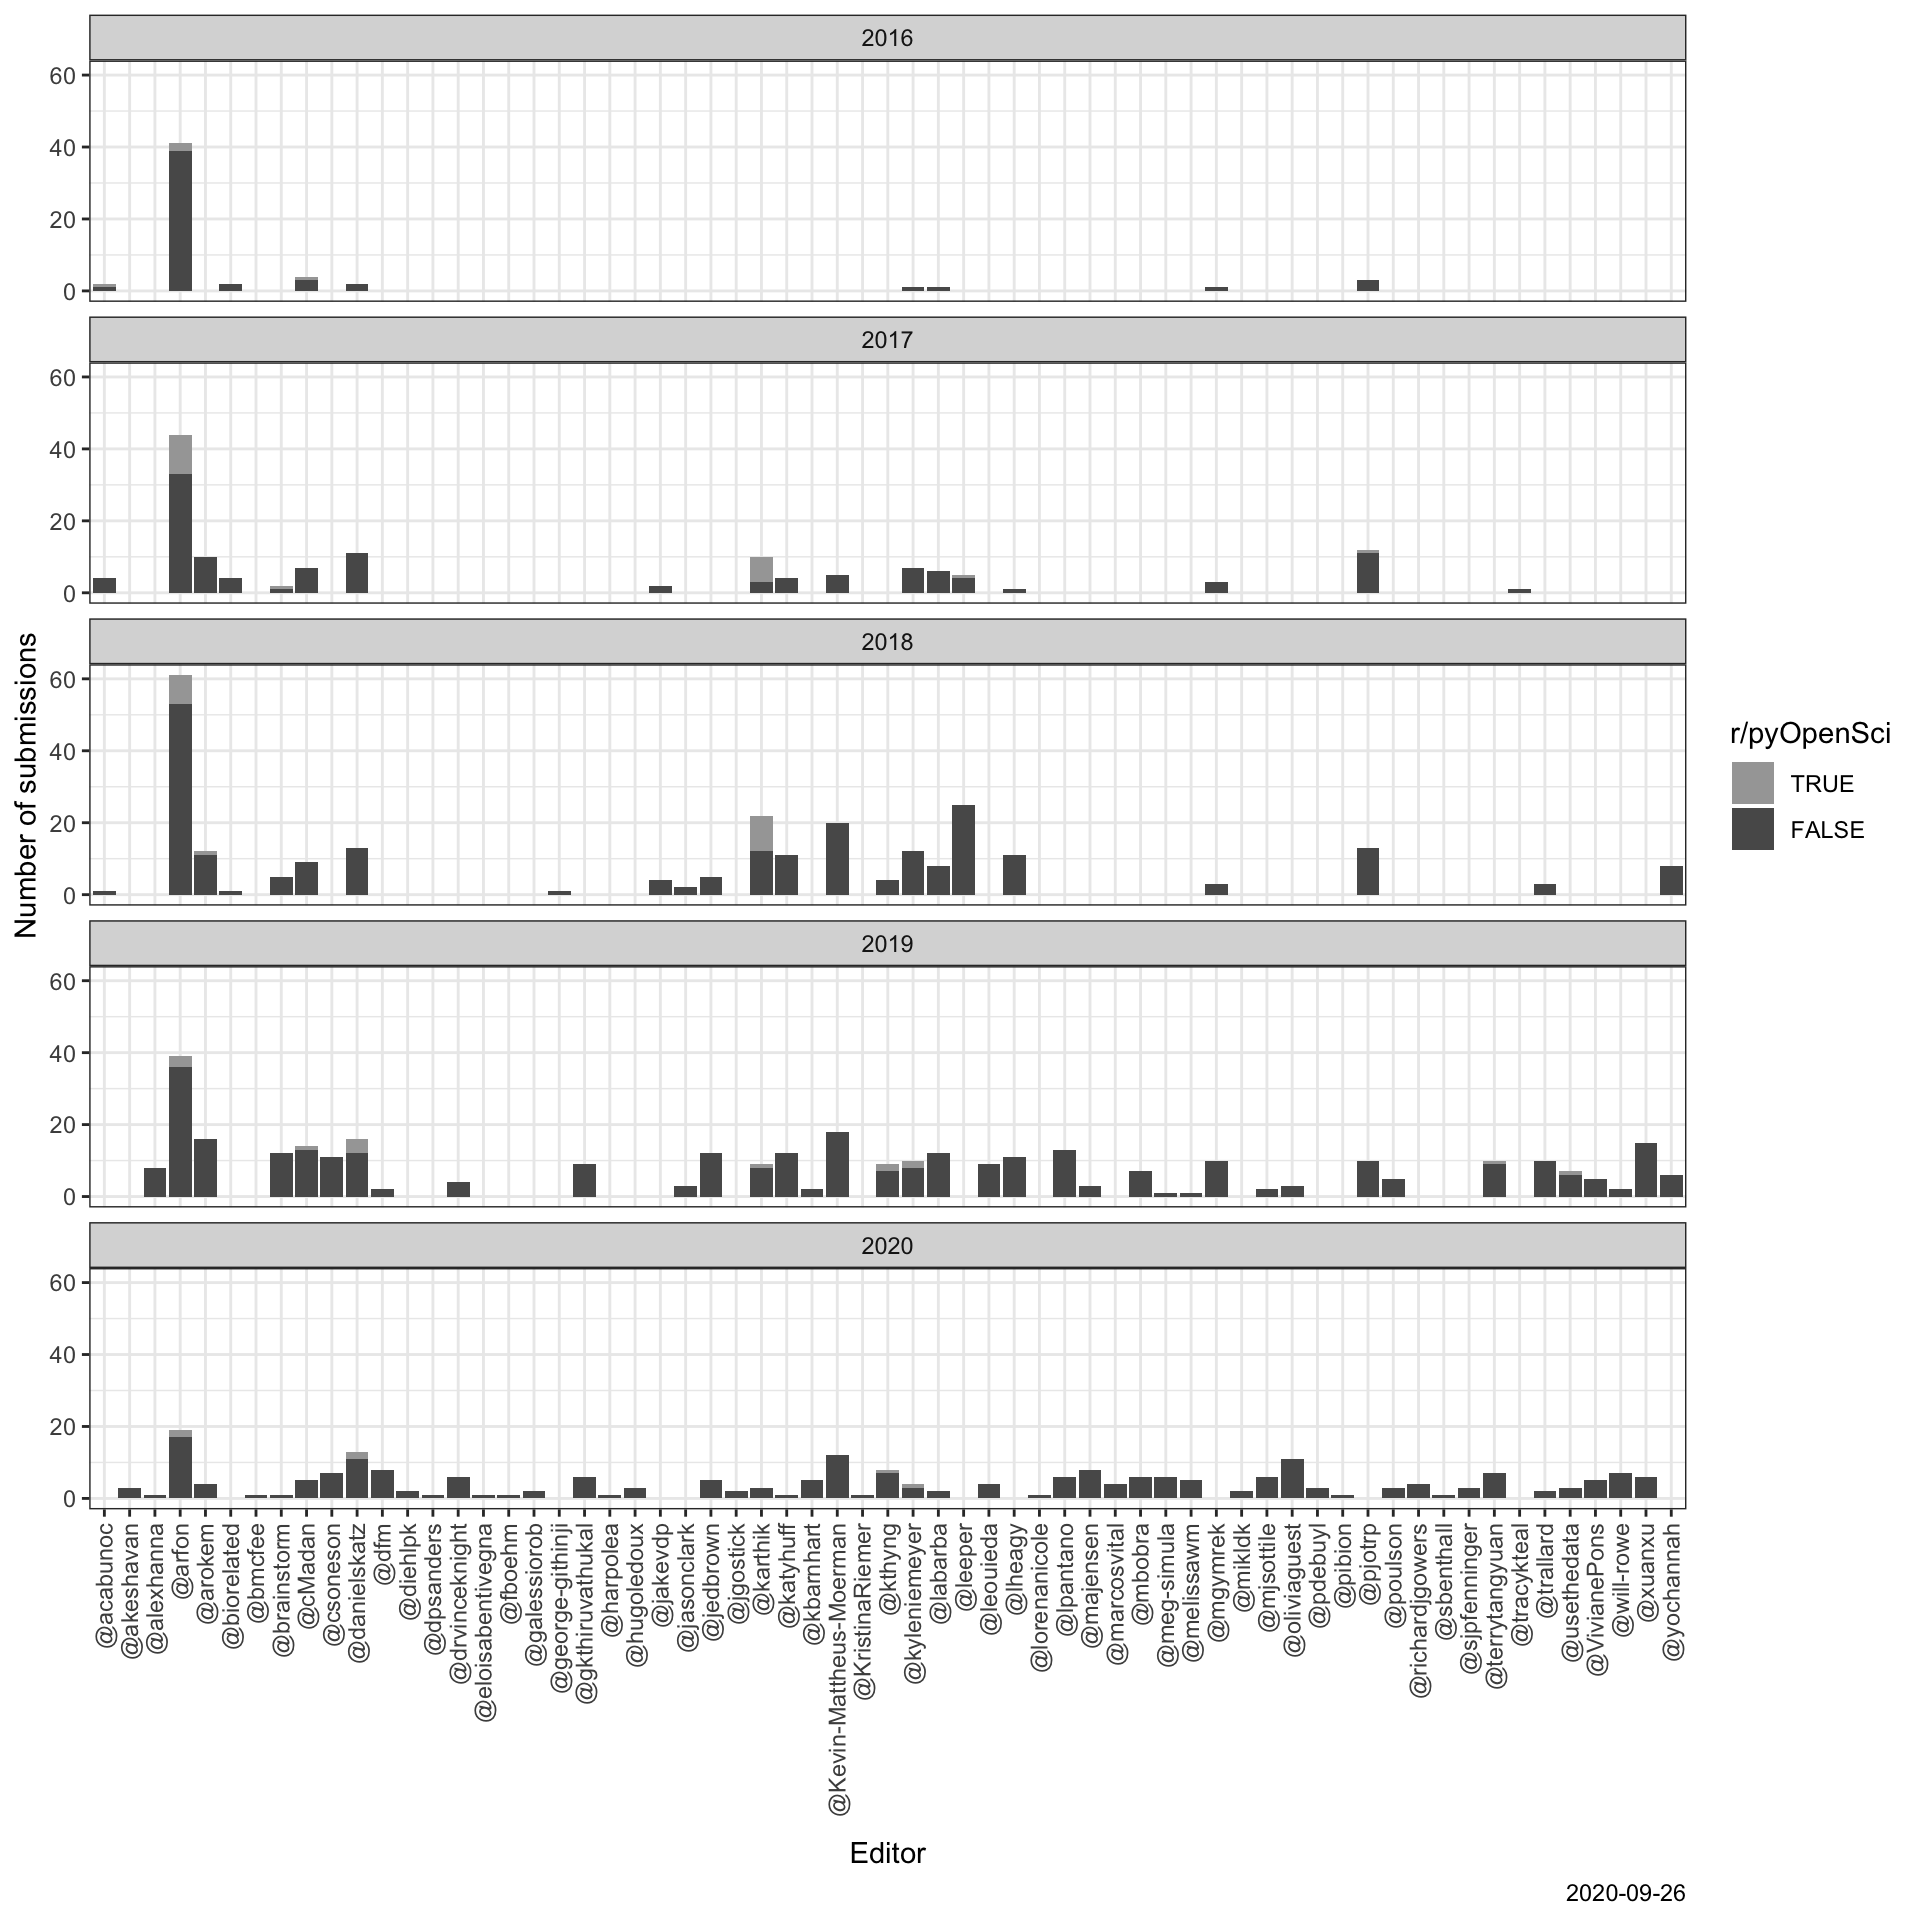 2016
60
40
20
0
2017
60
40
20
0
2018
60
40
20
0
2019
60
40
20
0
2020
60
40
20
0
Number of submissions
@acabunoc
@akeshavan
@alexhanna
@arfon
@arokem
@biorelated
@bmcfee
@brainstorm
@cMadan
@csoneson
@danielskatz
@dfm
@diehlpk
@dpsanders
@drvinceknight
@eloisabentivegna
@fboehm
@galessiorob
@george-githinji
@gkthiruvathukal
@harpolea
@hugoledoux
@jakevdp
@jasonclark
@jedbrown
@jgostick
@karthik
@katyhuff
@kbarnhart
@Kevin-Mattheus-Moerman
@KristinaRiemer
@kthyng
@kyleniemeyer
@labarba
@leeper
@leouieda
@lheagy
@lorenanicole
@lpantano
@majensen
@marcosvital
@mbobra
@meg-simula
@melissawm
@mgymrek
@mikldk
@mjsottile
@oliviaguest
@pdebuyl
@pibion
@pjotrp
@poulson
@richardjgowers
@sbenthall
@sjpfenninger
@terrytangyuan
@tracykteal
@trallard
@usethedata
@VivianePons
@will-rowe
@xuanxu
@yochannah
Editor
r/pyOpenSci
TRUE
FALSE
2020-09-26